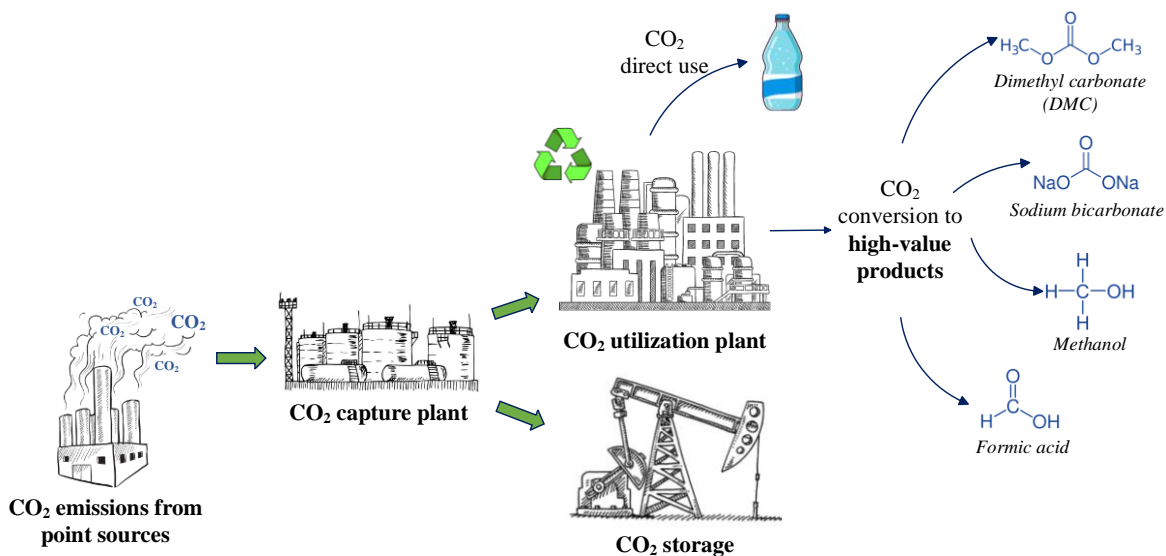 CO₂
CO₂
CO₂
CO₂
CO₂ emissions from
point sources
CO₂ capture plant
CO₂
direct use
CO₂ utilization plant
CO₂ storage
CO₂
conversion to
high-value
products
O
H₃C
O
O
CH₃
Dimethyl carbonate
(DMC)
O
NaO
ONa
Sodium bicarbonate
H
H-C-OH
H
Methanol
O
H
C
OH
Formic acid